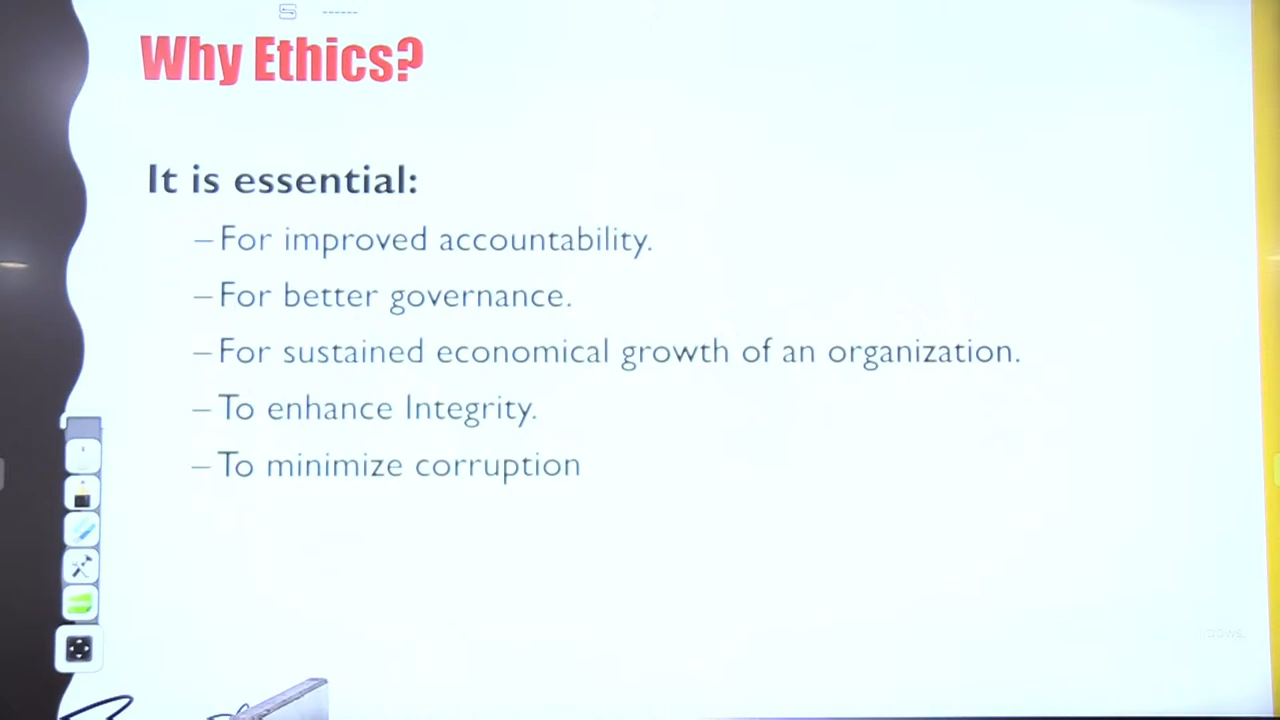 Why Ethics?
It is essential:
– For improved accountability.
– For better governance.
– For sustained economical growth of an organization.
– To enhance Integrity.
– To minimize corruption